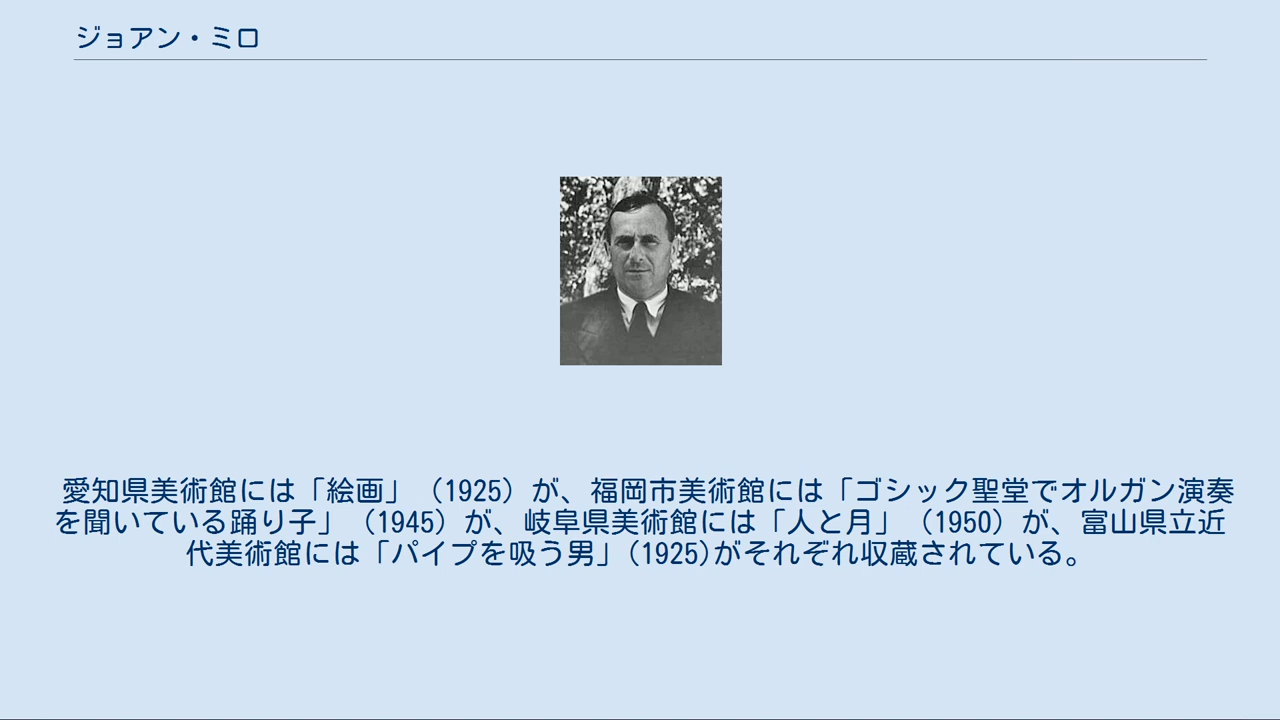 ジョアン・ミロ
愛知県美術館には「絵画」（1925）が、福岡市美術館には「ゴシック聖堂でオルガン演奏
を聞いている踊り子」（1945）が、岐阜県美術館には「人と月」（1950）が、富山県立近
代美術館には「パイプを吸う男」(1925)がそれぞれ収蔵されている。